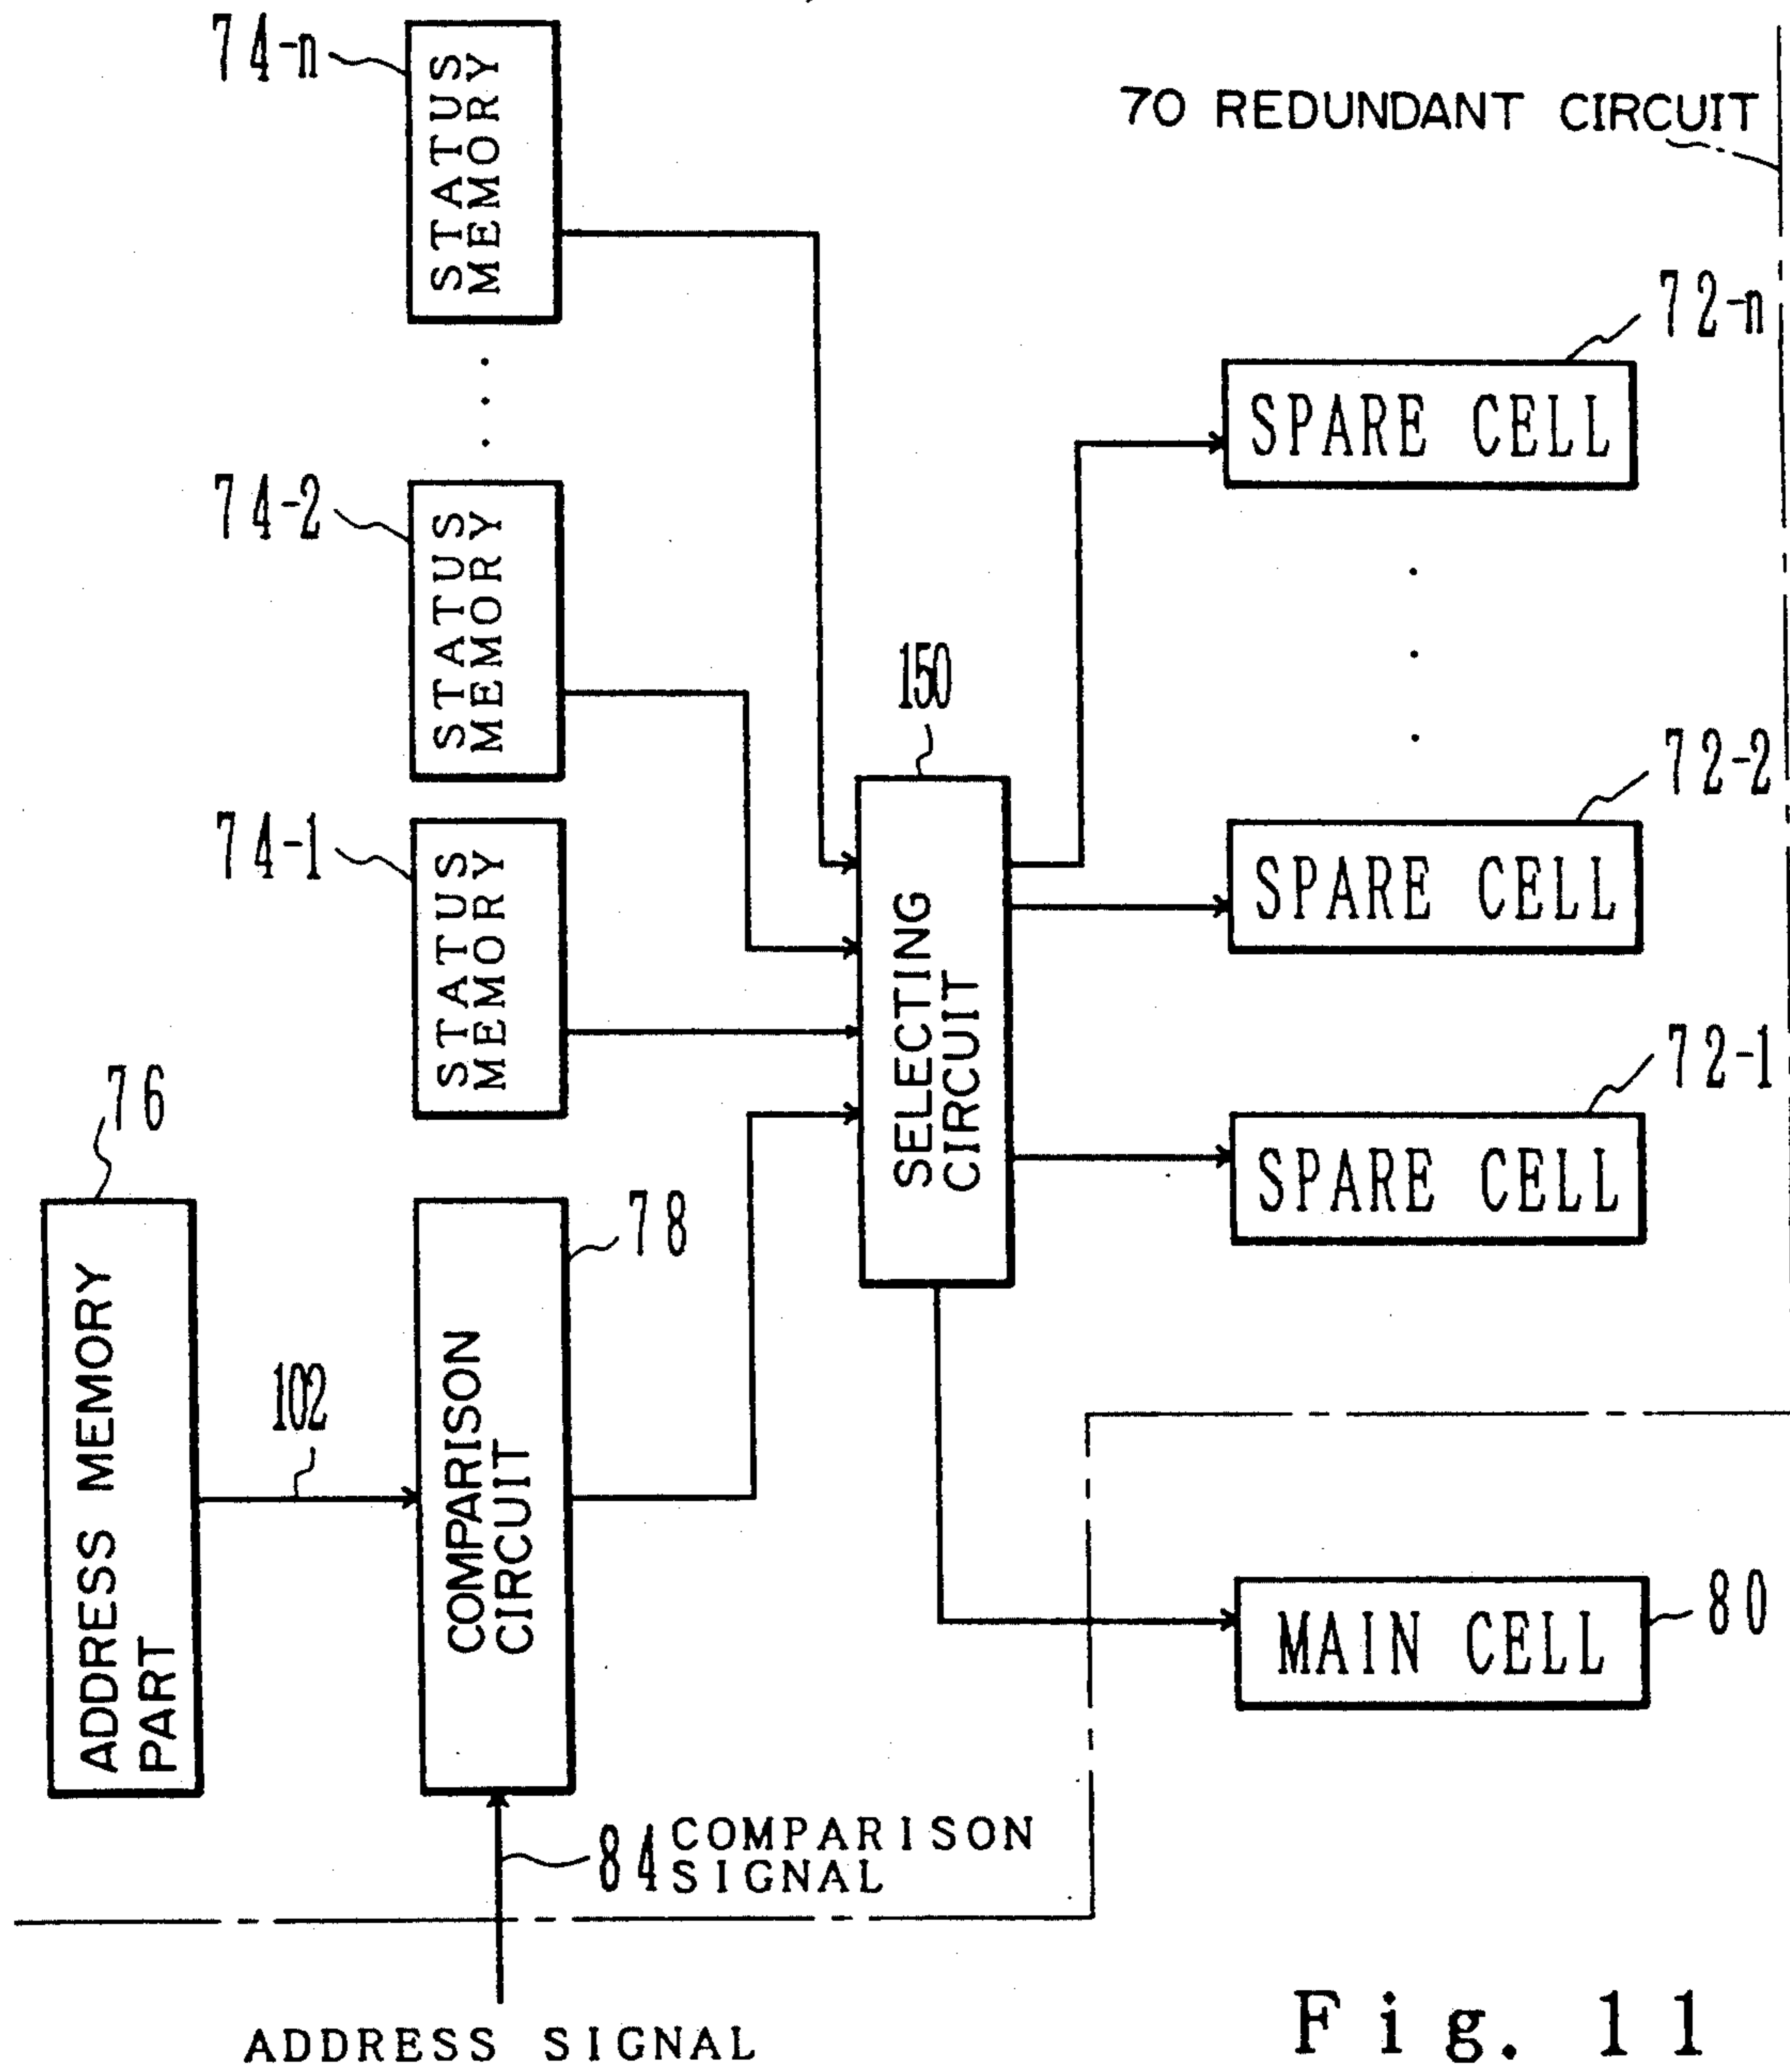 74-n
STATUS
MEMORY
70 REDUNDANT CIRCUIT
72-n
SPARE CELL
74-2
STATUS
MEMORY
150
72-2
SPARE CELL
74-1
STATUS
MEMORY
SELECTING
CIRCUIT
72-1
SPARE CELL
76
ADDRESS MEMORY
PART
78
102
COMPARISON
CIRCUIT
MAIN CELL
80
84 COMPARISON
SIGNAL
ADDRESS SIGNAL
Fig. 11